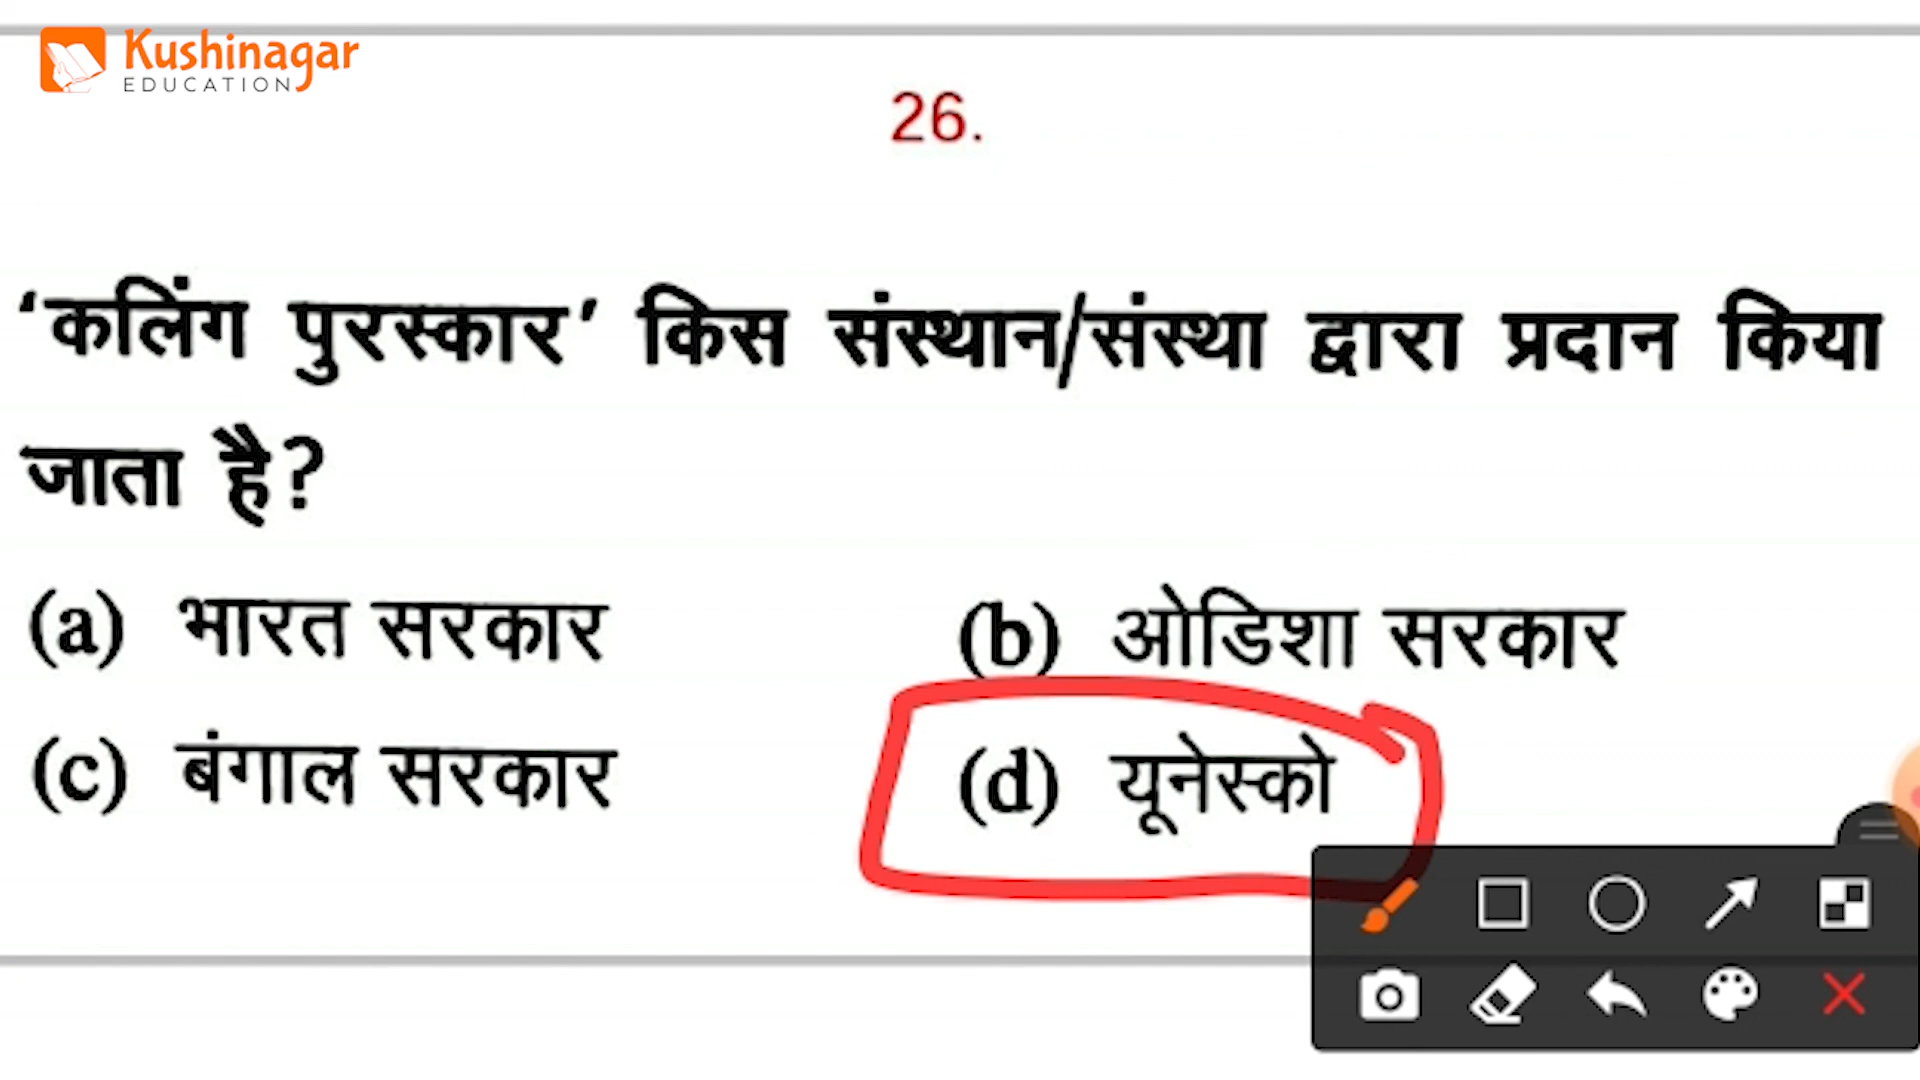 Kushinagar
EDUCATION
26.
‘कलिंग पुरस्कार’ किस संस्थान/संस्था द्वारा प्रदान किया
जाता है?
(a) भारत सरकार
(b) ओडिशा सरकार
(c) बंगाल सरकार
(d) यूनेस्को